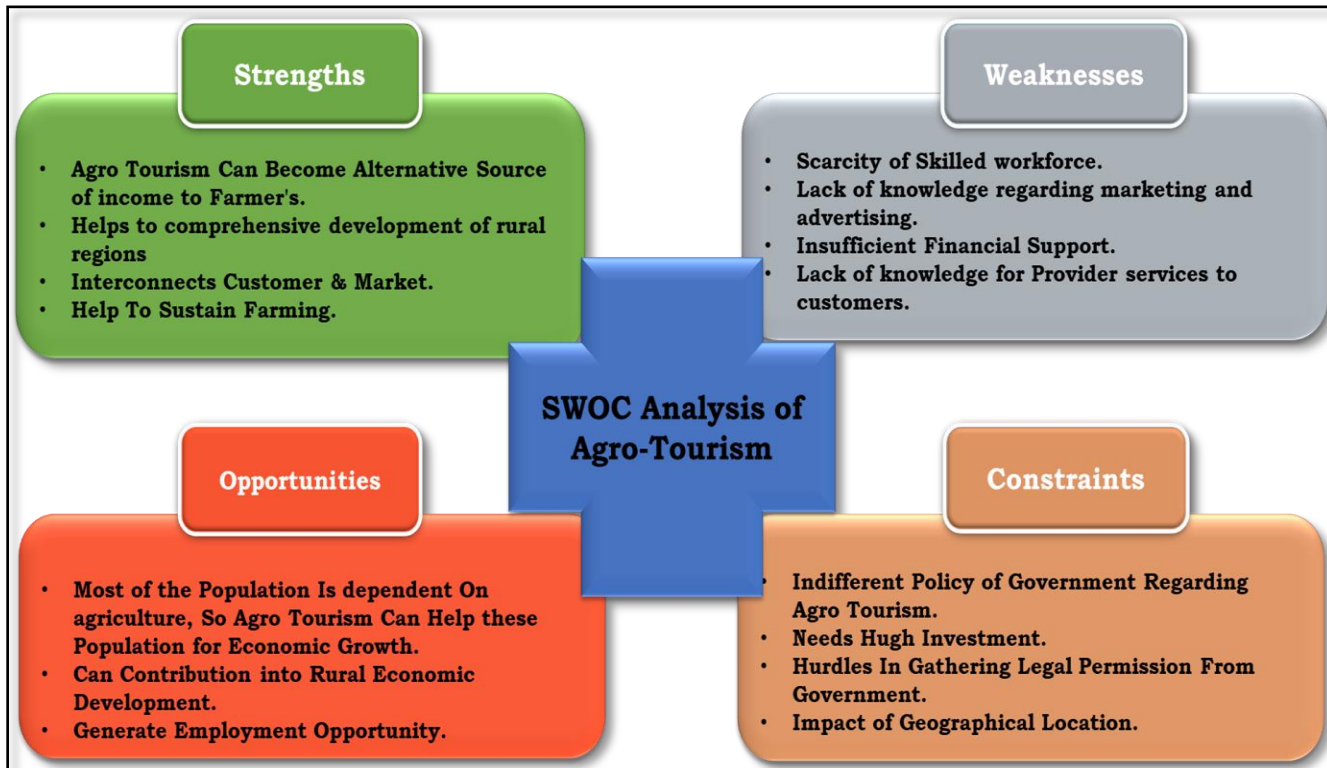 Strengths
• Agro Tourism Can Become Alternative Source
of income to Farmer's.
• Helps to comprehensive development of rural
regions
• Interconnects Customer & Market.
• Help To Sustain Farming.
Weaknesses
• Scarcity of Skilled workforce.
• Lack of knowledge regarding marketing and
advertising.
• Insufficient Financial Support.
• Lack of knowledge for Provider services to
customers.
SWOC Analysis of
Agro-Tourism
Opportunities
• Most of the Population Is dependent On
agriculture, So Agro Tourism Can Help these
Population for Economic Growth.
• Can Contribution into Rural Economic
Development.
• Generate Employment Opportunity.
Constraints
• Indifferent Policy of Government Regarding
Agro Tourism.
• Needs Hugh Investment.
• Hurdles In Gathering Legal Permission From
Government.
• Impact of Geographical Location.